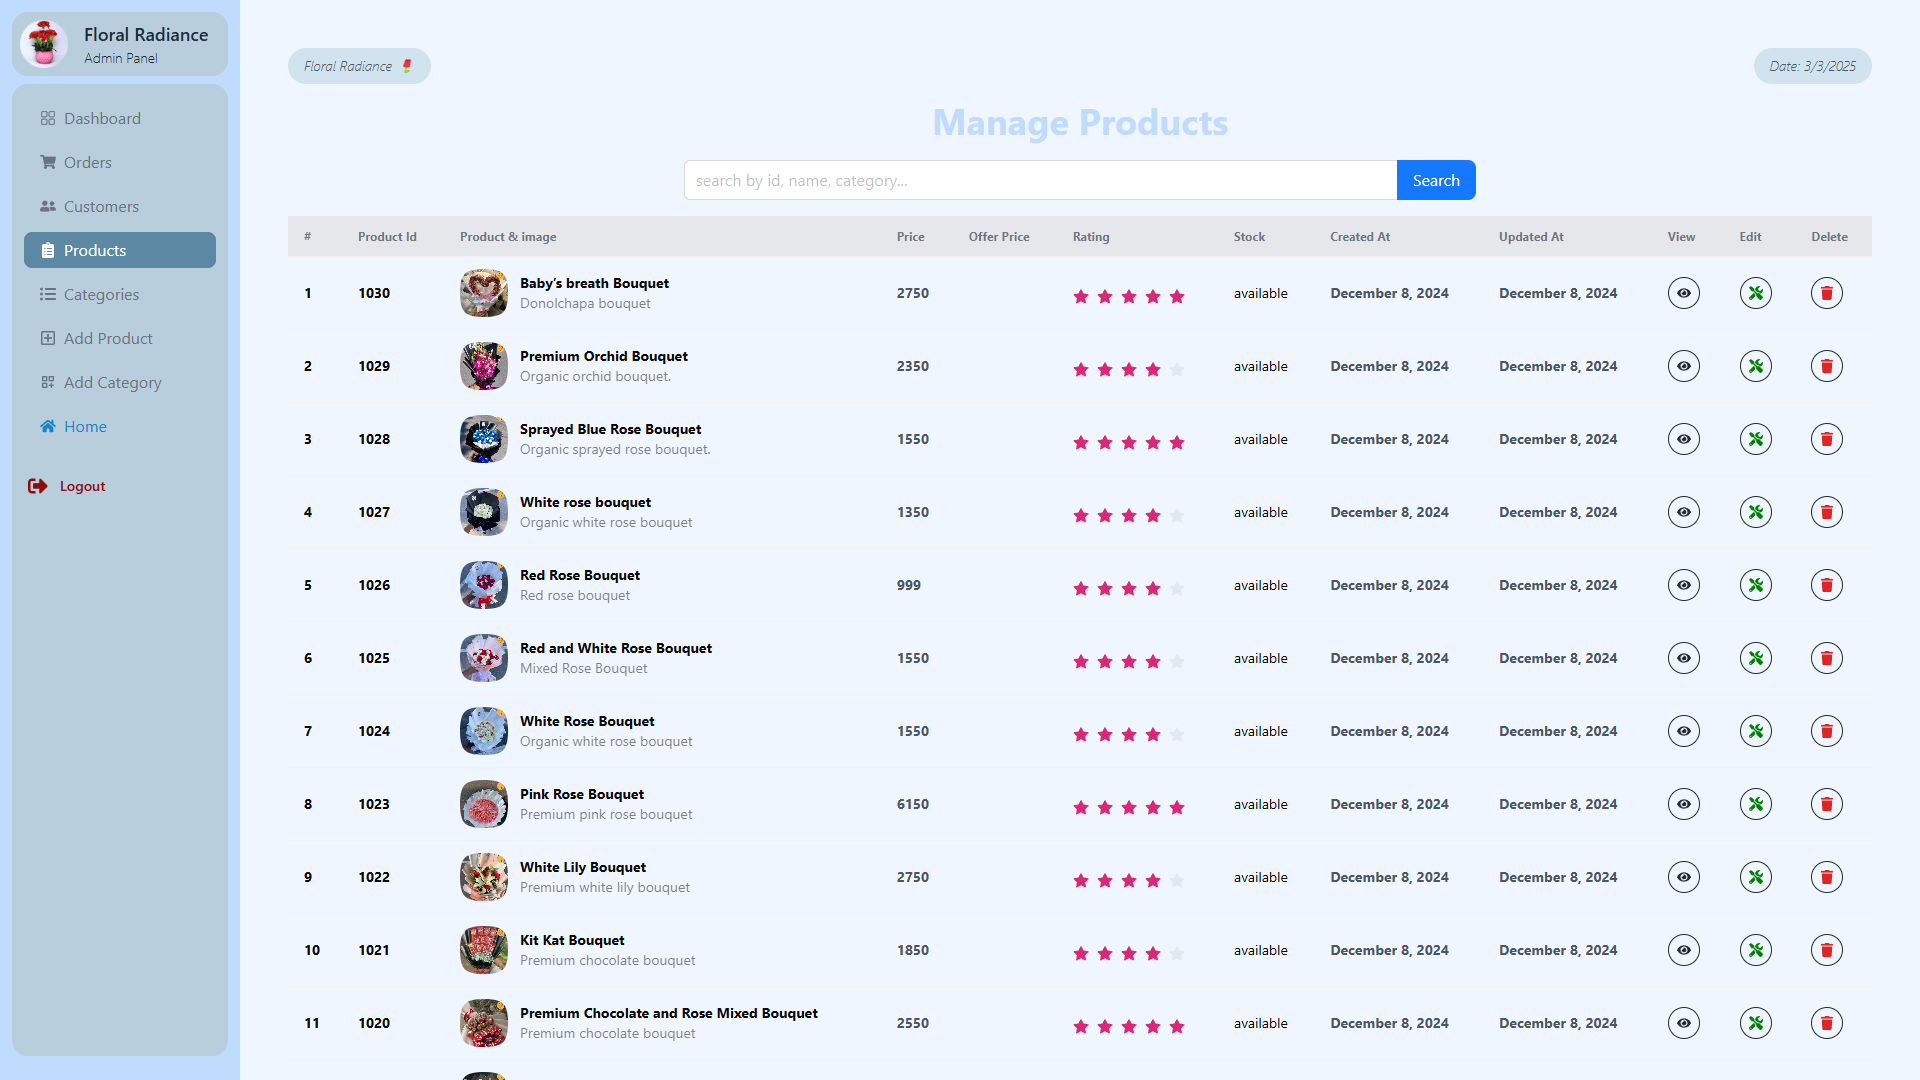 Floral Radiance
Admin Panel
Dashboard
Orders
Customers
Products
Categories
Add Product
Add Category
Home
Logout
Floral Radiance
Date: 3/3/2025
Manage Products
search by id, name, category...
Search
# Product Id Product & image Price Offer Price Rating Stock Created At Updated At View Edit Delete
1 1030 Baby’s breath Bouquet 2750 available December 8, 2024 December 8, 2024
Donolchapa bouquet
2 1029 Premium Orchid Bouquet 2350 available December 8, 2024 December 8, 2024
Organic orchid bouquet.
3 1028 Sprayed Blue Rose Bouquet 1550 available December 8, 2024 December 8, 2024
Organic sprayed rose bouquet.
4 1027 White rose bouquet 1350 available December 8, 2024 December 8, 2024
Organic white rose bouquet
5 1026 Red Rose Bouquet 999 available December 8, 2024 December 8, 2024
Red rose bouquet
6 1025 Red and White Rose Bouquet 1550 available December 8, 2024 December 8, 2024
Mixed Rose Bouquet
7 1024 White Rose Bouquet 1550 available December 8, 2024 December 8, 2024
Organic white rose bouquet
8 1023 Pink Rose Bouquet 6150 available December 8, 2024 December 8, 2024
Premium pink rose bouquet
9 1022 White Lily Bouquet 2750 available December 8, 2024 December 8, 2024
Premium white lily bouquet
10 1021 Kit Kat Bouquet 1850 available December 8, 2024 December 8, 2024
Premium chocolate bouquet
11 1020 Premium Chocolate and Rose Mixed Bouquet 2550 available December 8, 2024 December 8, 2024
Premium chocolate bouquet